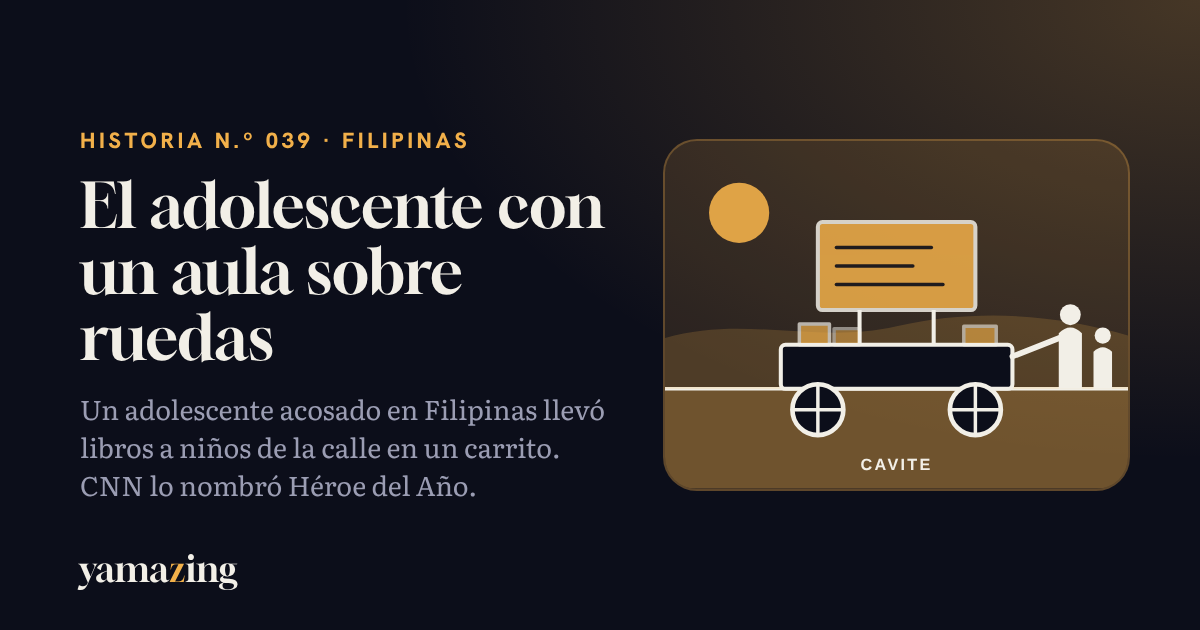 HISTORIA N.º 039 · FILIPINAS
El adolescente con
un aula sobre
ruedas
Un adolescente acosado en Filipinas llevó
libros a niños de la calle en un carrito.
CNN lo nombró Héroe del Año.
CAVITE
yamazing